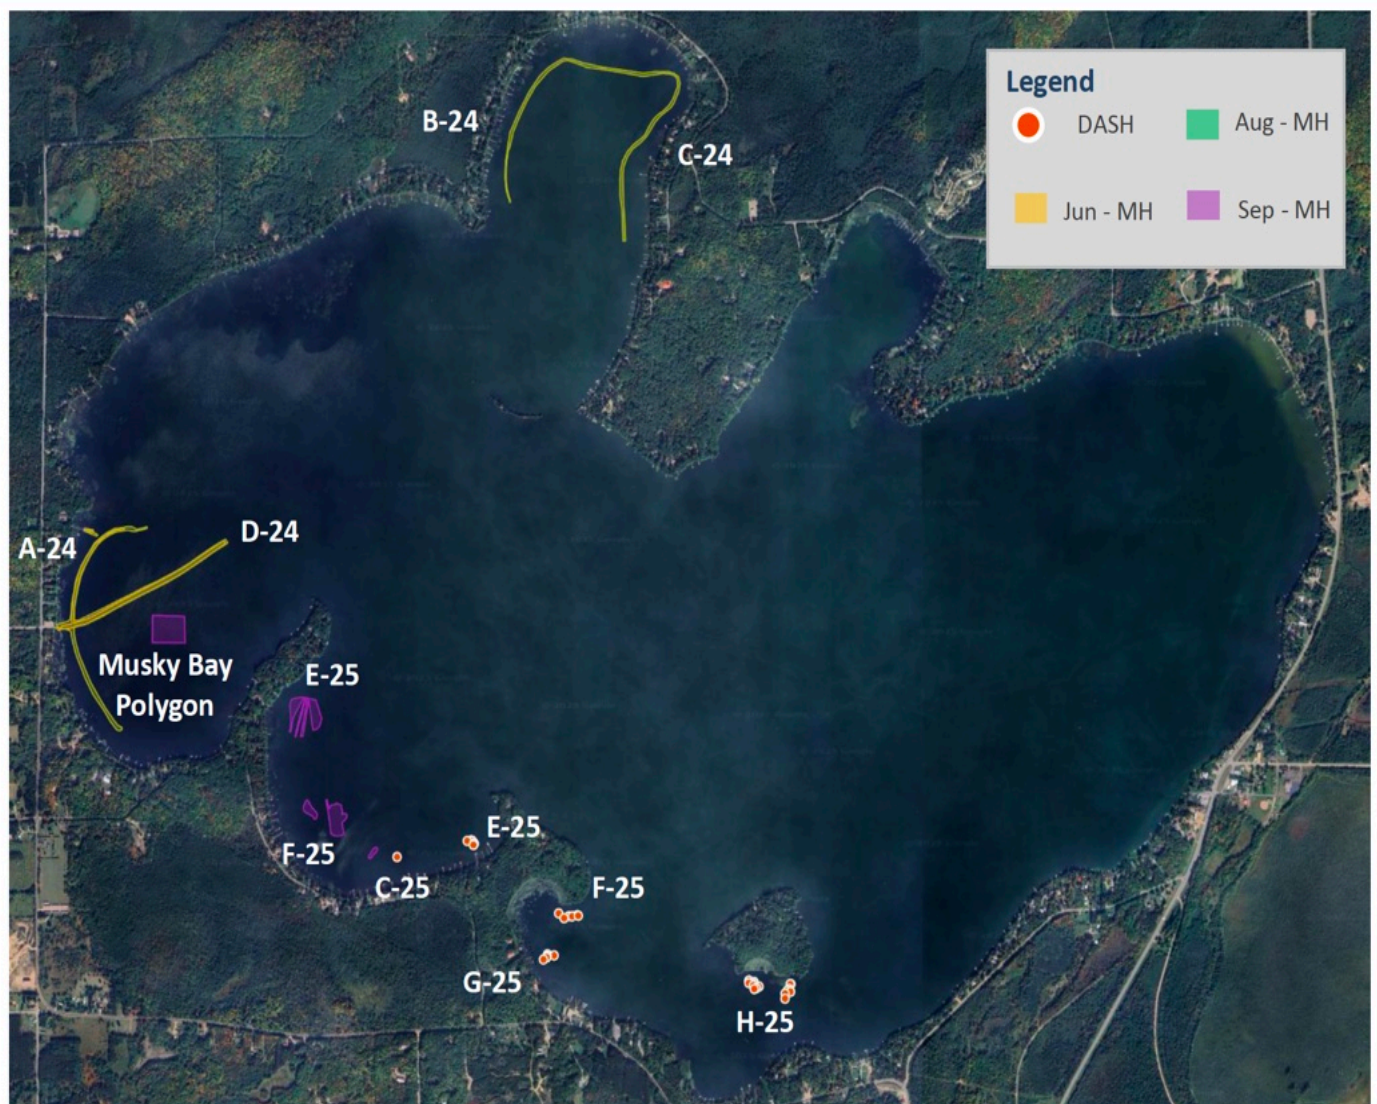 Legend
DASH
Aug - MH
Jun - MH
Sep - MH
B-24
C-24
A-24
D-24
Musky Bay
Polygon
E-25
E-25
F-25
C-25
F-25
G-25
H-25